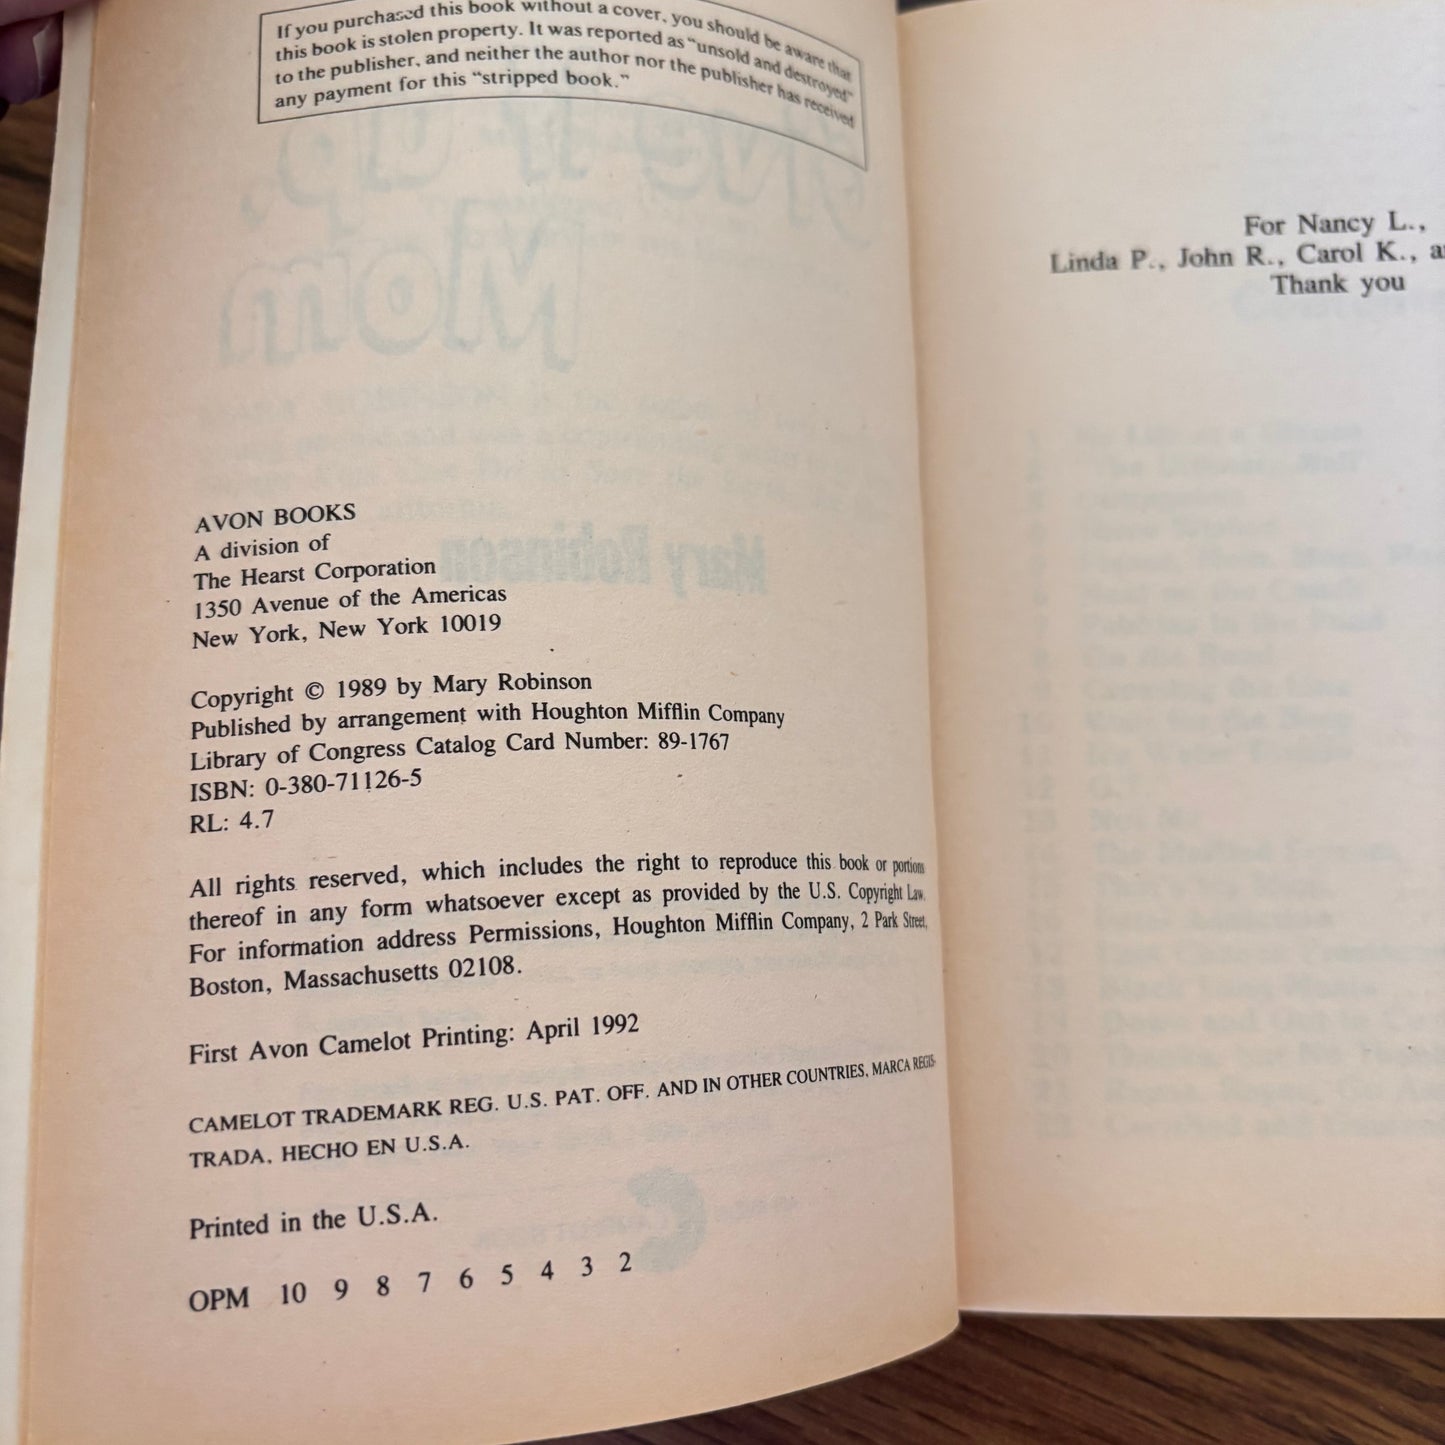 If you purchased this book without a cover, you should be aware that
this book is stolen property. It was reported as "unsold and destroyed"
to the publisher, and neither the author nor the publisher has received
any payment for this "stripped book."
AVON BOOKS
A division of
The Hearst Corporation
1350 Avenue of the Americas
New York, New York 10019
Copyright © 1989 by Mary Robinson
Published by arrangement with Houghton Mifflin Company
Library of Congress Catalog Card Number: 89-1767
ISBN: 0-380-71126-5
RL: 4.7
All rights reserved, which includes the right to reproduce this book or portions
thereof in any form whatsoever except as provided by the U.S. Copyright Law.
For information address Permissions, Houghton Mifflin Company, 2 Park Street,
Boston, Massachusetts 02108.
First Avon Camelot Printing: April 1992
CAMELOT TRADEMARK REG. U.S. PAT. OFF. AND IN OTHER COUNTRIES, MARCA REGIS-
TRADA, HECHO EN U.S.A.
Printed in the U.S.A.
OPM 10 9 8 7 6 5 4 3 2
For Nancy L.,
Linda P., John R., Carol K.,
Thank you